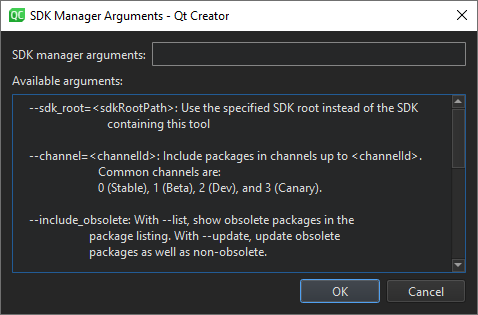 QC SDK Manager Arguments - Qt Creator
SDK manager arguments:
Available arguments:
--sdk_root=<sdkRootPath>: Use the specified SDK root instead of the SDK
containing this tool
--channel=<channelId>: Include packages in channels up to <channelId>.
Common channels are:
0 (Stable), 1 (Beta), 2 (Dev), and 3 (Canary).
--include_obsolete: With --list, show obsolete packages in the
package listing. With --update, update obsolete
packages as well as non-obsolete.
OK Cancel